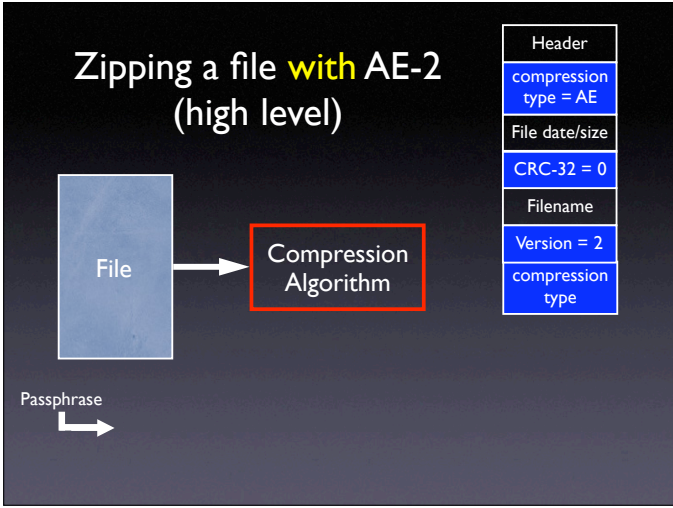 Zipping a file with AE-2
(high level)
File
Compression
Algorithm
Passphrase
Header
compression
type = AE
File date/size
CRC-32 = 0
Filename
Version = 2
compression
type